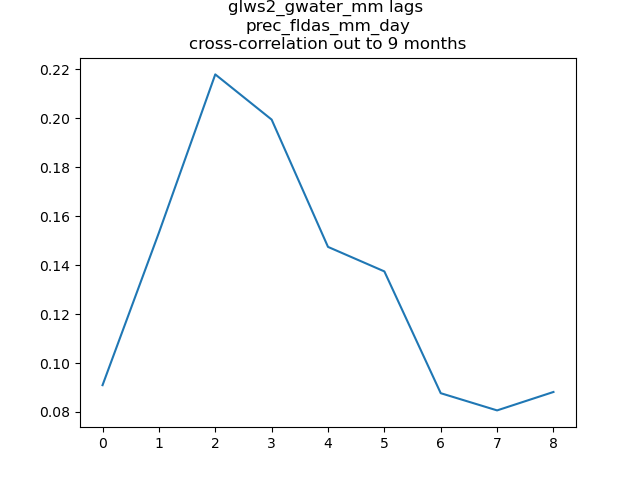 glws2_gwater_mm lags
prec_fldas_mm_day
cross-correlation out to 9 months
0.22
0.20
0.18
0.16
0.14
0.12
0.10
0.08
0 1 2 3 4 5 6 7 8